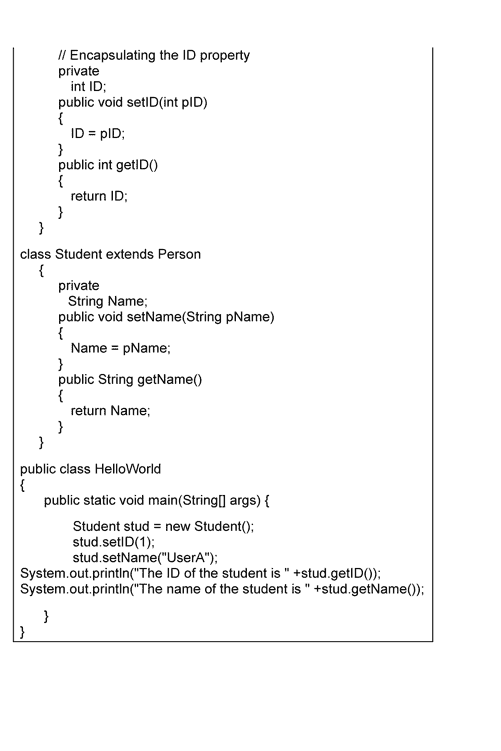 // Encapsulating the ID property
private
int ID;
public void setID(int pID)
{
ID = pID;
}
public int getID()
{
return ID;
}
}
class Student extends Person
{
private
String Name;
public void setName(String pName)
{
Name = pName;
}
public String getName()
{
return Name;
}
}
public class HelloWorld
{
public static void main(String[] args) {
Student stud = new Student();
stud.setID(1);
stud.setName("UserA");
System.out.println("The ID of the student is " +stud.getID());
System.out.println("The name of the student is " +stud.getName());
}
}